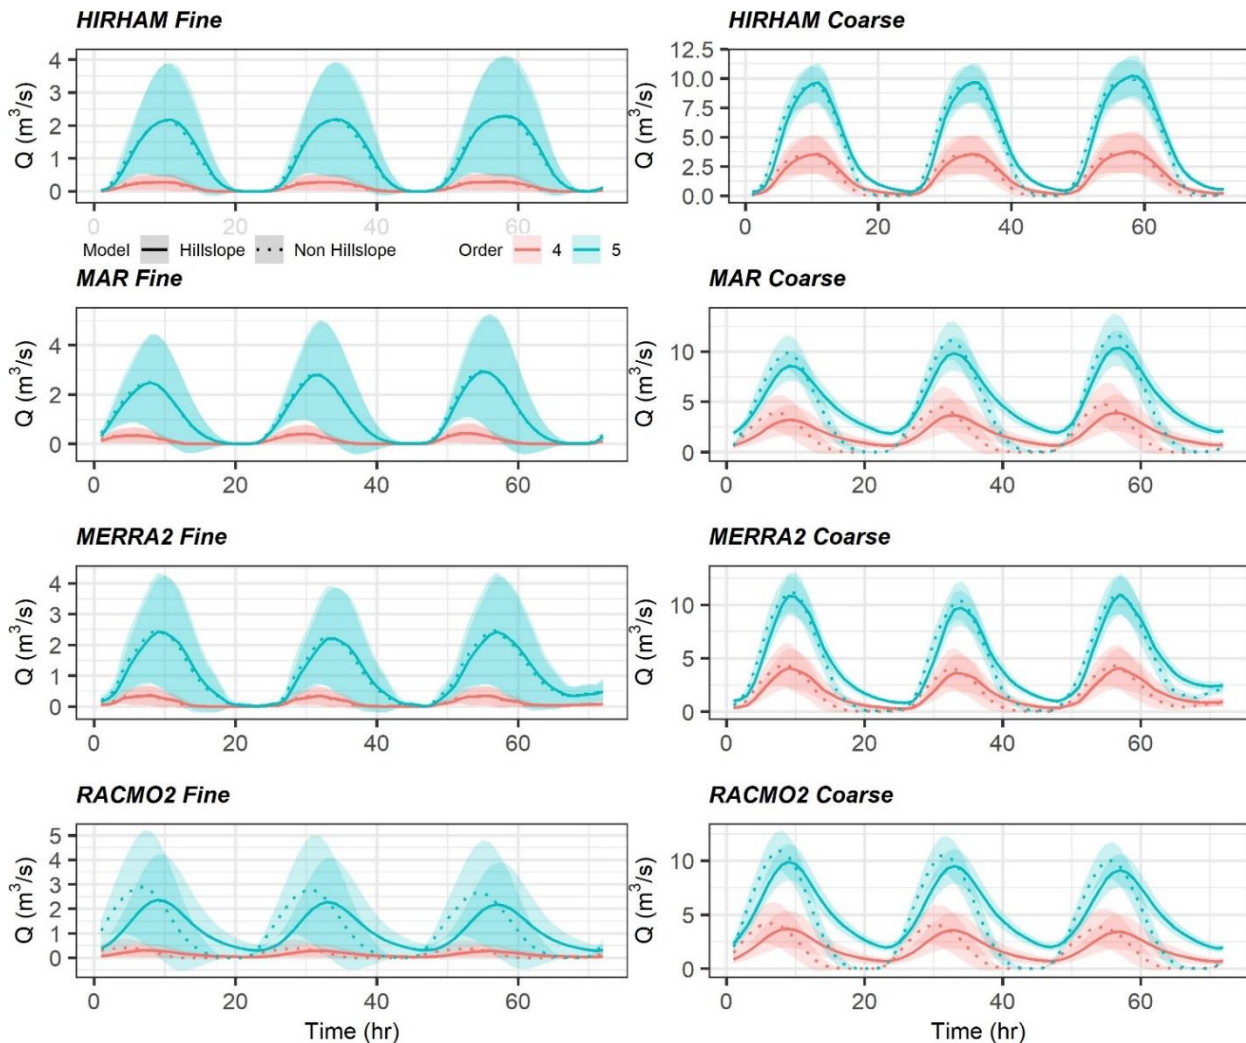 HIRHAM Fine
Q (m³/s)
4
3
2
1
0
0 20 40 60
HIRHAM Coarse
Q (m³/s)
12.5
10.0
7.5
5.0
2.5
0.0
0 20 40 60
Model Hillslope Non Hillslope Order 4 5
MAR Fine
Q (m³/s)
4
2
0
0 20 40 60
MAR Coarse
Q (m³/s)
10
5
0
0 20 40 60
MERRA2 Fine
Q (m³/s)
4
3
2
1
0
0 20 40 60
MERRA2 Coarse
Q (m³/s)
10
5
0
0 20 40 60
RACMO2 Fine
Q (m³/s)
5
4
3
2
1
0
0 20 40 60
Time (hr)
RACMO2 Coarse
Q (m³/s)
10
5
0
0 20 40 60
Time (hr)